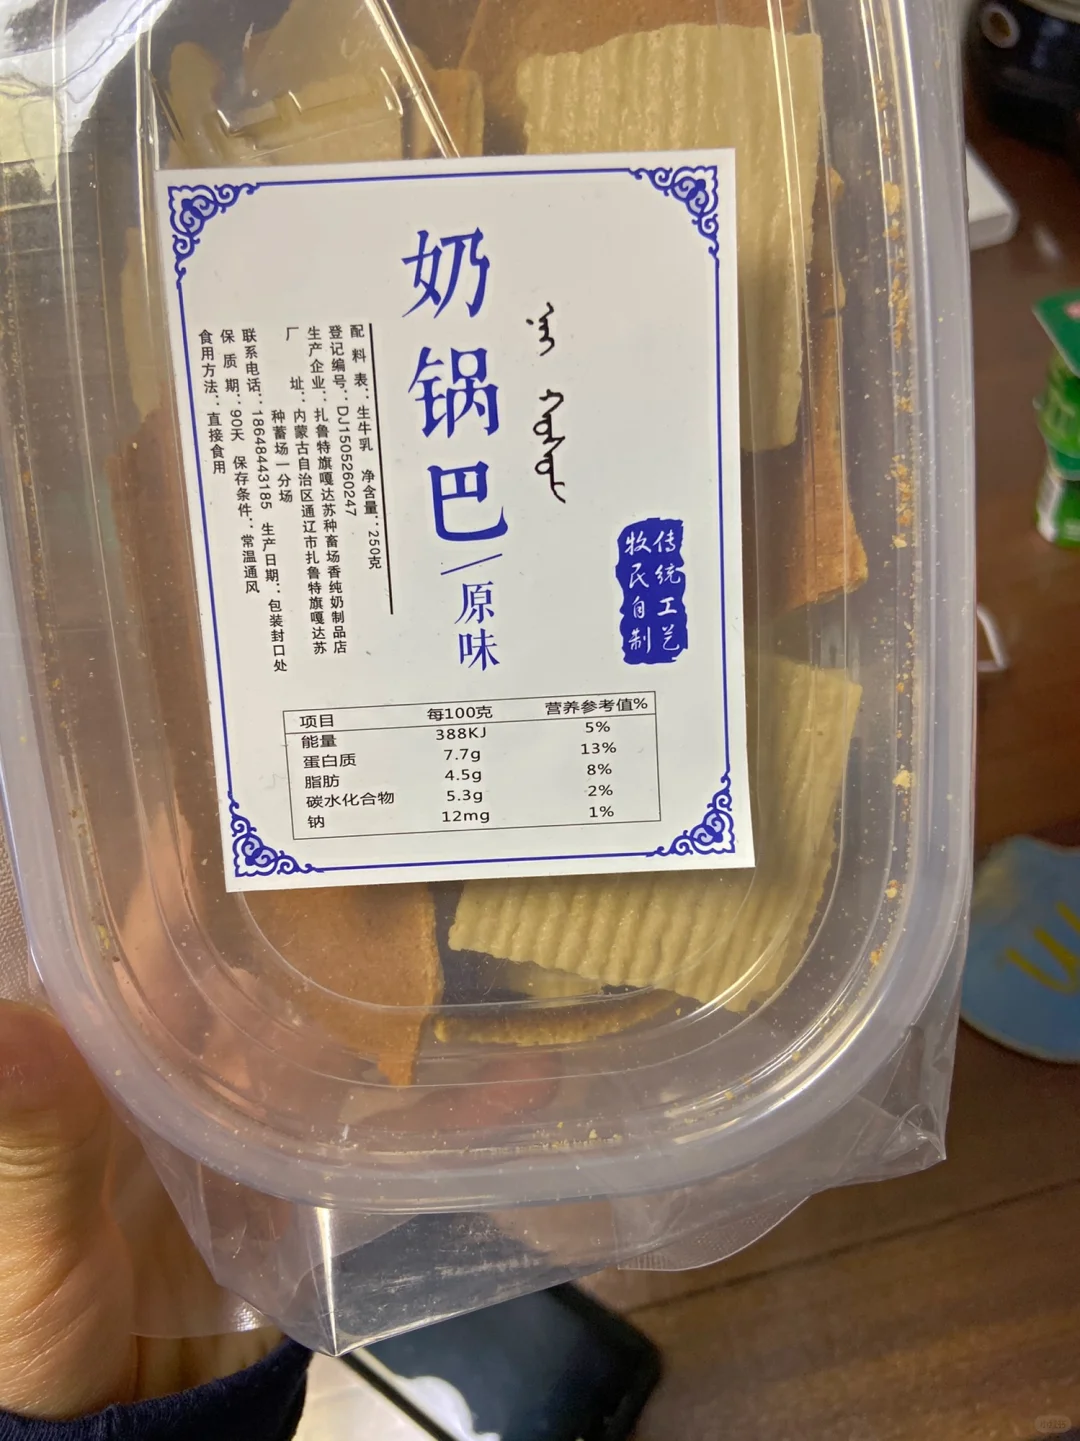 奶锅巴/原味
传统工艺
牧民自制
配料表：生牛乳 净含量：250克
登记编号：DJ1505260247
生产企业：扎鲁特旗嘎达苏种畜场香纯奶制品店
厂址：内蒙古自治区通辽市扎鲁特旗嘎达苏
种蓄场一分场
联系电话：18648443185 生产日期：包装封口处
保质期：90天 保存条件：常温通风
食用方法：直接食用
项目 每100克 营养参考值%
能量 388KJ 5%
蛋白质 7.7g 13%
脂肪 4.5g 8%
碳水化合物 5.3g 2%
钠 12mg 1%